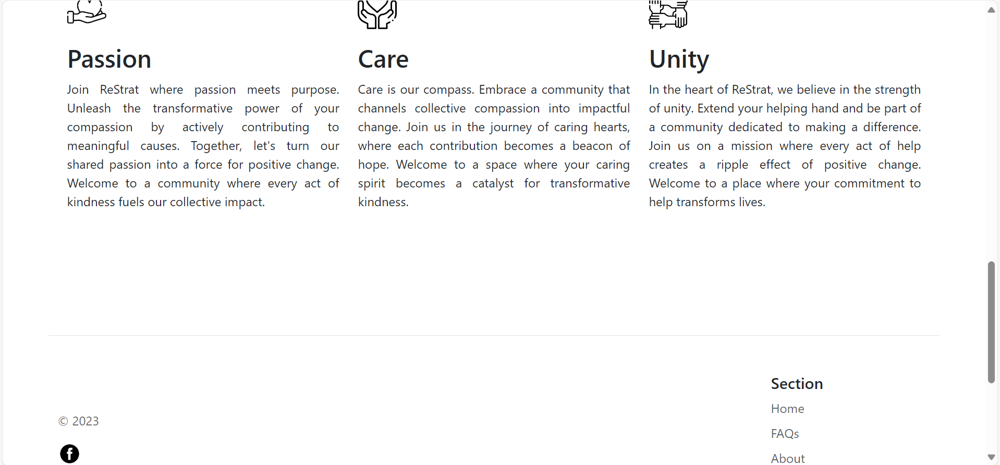 Passion
Join ReStrat where passion meets purpose.
Unleash the transformative power of your
compassion by actively contributing to
meaningful causes. Together, let's turn our
shared passion into a force for positive change.
Welcome to a community where every act of
kindness fuels our collective impact.
Care
Care is our compass. Embrace a community that
channels collective compassion into impactful
change. Join us in the journey of caring hearts,
where each contribution becomes a beacon of
hope. Welcome to a space where your caring
spirit becomes a catalyst for transformative
kindness.
Unity
In the heart of ReStrat, we believe in the strength
of unity. Extend your helping hand and be part of
a community dedicated to making a difference.
Join us on a mission where every act of help
creates a ripple effect of positive change.
Welcome to a place where your commitment to
help transforms lives.
© 2023
Section
Home
FAQs
About